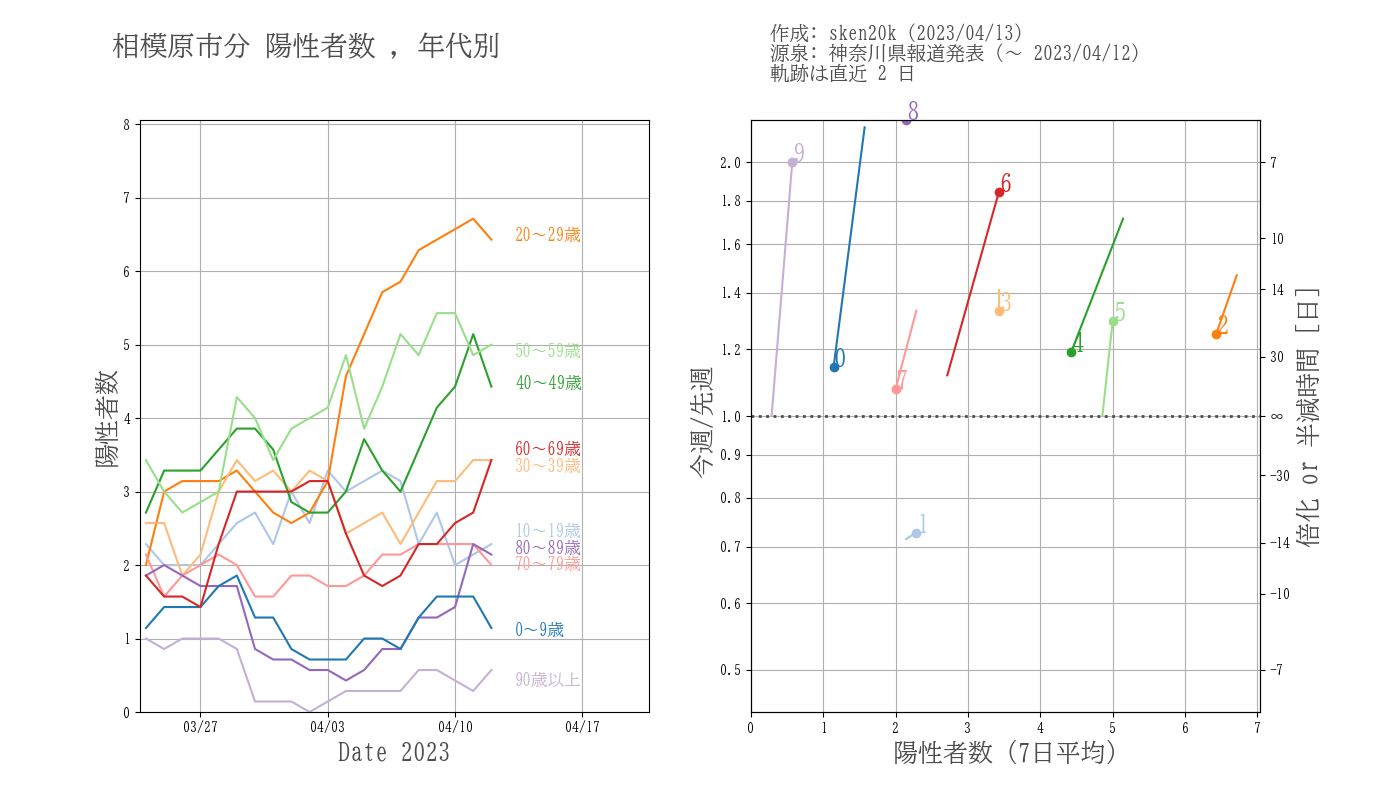 相模原市分 陽性者数 , 年代別
作成: sken20k (2023/04/13)
源泉: 神奈川県報道発表 (〜 2023/04/12)
軌跡は直近 2 日
8
7
6
5
4
3
2
1
0
陽性者数
20〜29歳
50〜59歳
40〜49歳
60〜69歳
30〜39歳
10〜19歳
80〜89歳
70〜79歳
0〜9歳
90歳以上
03/27
04/03
04/10
04/17
Date 2023
2.0
1.8
1.6
1.4
1.2
1.0
0.9
0.8
0.7
0.6
0.5
今週/先週
8
9
6
3
5
2
4
0
7
1
7
10
14
30
∞
−30
−14
−10
−7
倍化 or 半減時間 [日]
0
1
2
3
4
5
6
7
陽性者数 (7日平均)